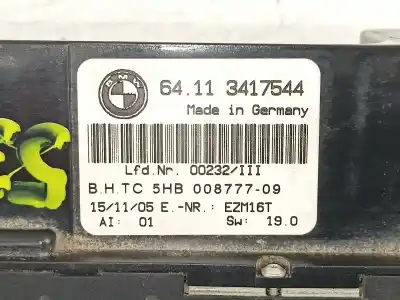 BMW
64.11 3417544
Made in Germany
Lfd.Nr. 00232/III
B.H.TC 5HB 008777-09
15/11/05 E.-NR.: EZM16T
AI: 01 SW: 19.0